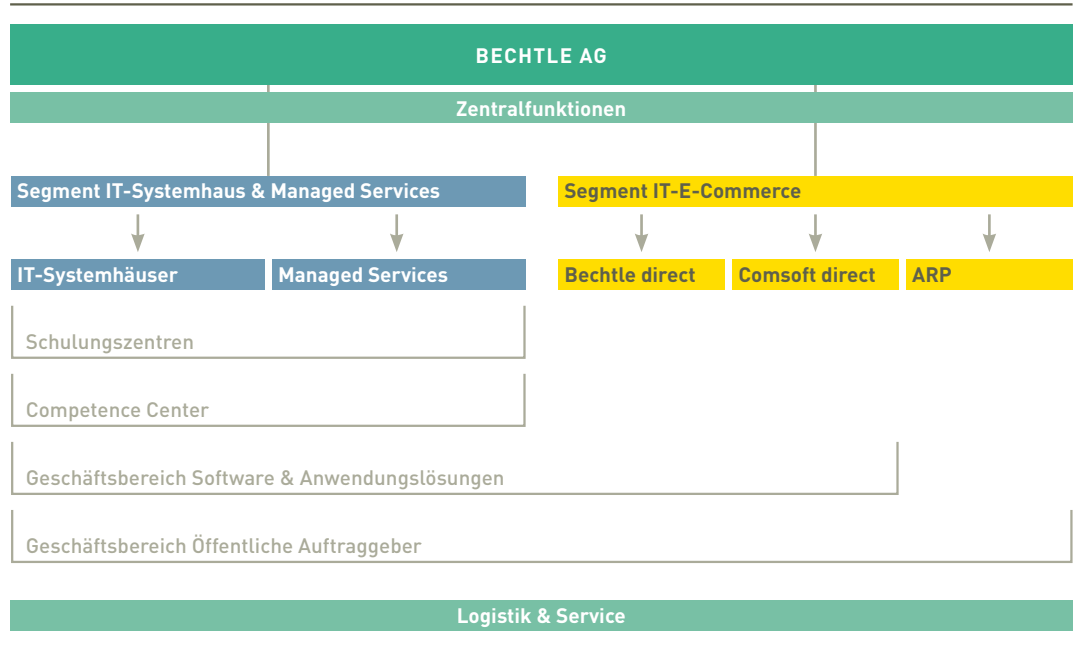 BECHTLE AG
Zentralfunktionen
Segment IT-Systemhaus & Managed Services
Segment IT-E-Commerce
IT-Systemhäuser
Managed Services
Bechtle direct
Comsoft direct
ARP
Schulungszentren
Competence Center
Geschäftsbereich Software & Anwendungslösungen
Geschäftsbereich Öffentliche Auftraggeber
Logistik & Service